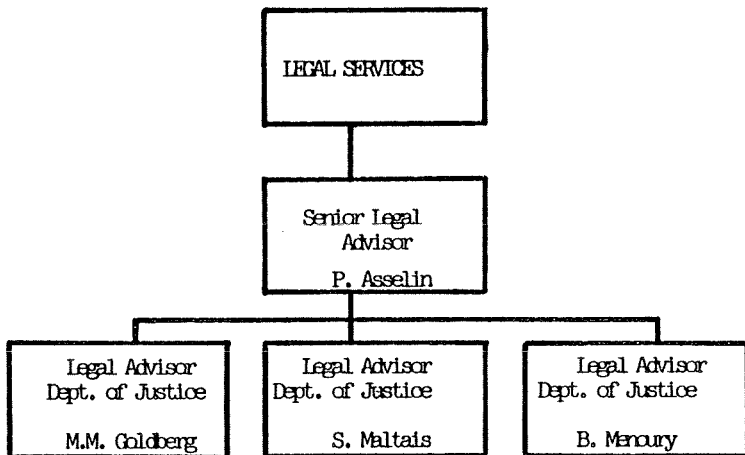 LEGAL SERVICES
Senior Legal
Advisor
P. Asselin
Legal Advisor
Dept. of Justice
M.M. Goldberg
Legal Advisor
Dept. of Justice
S. Maltais
Legal Advisor
Dept. of Justice
B. Mencury